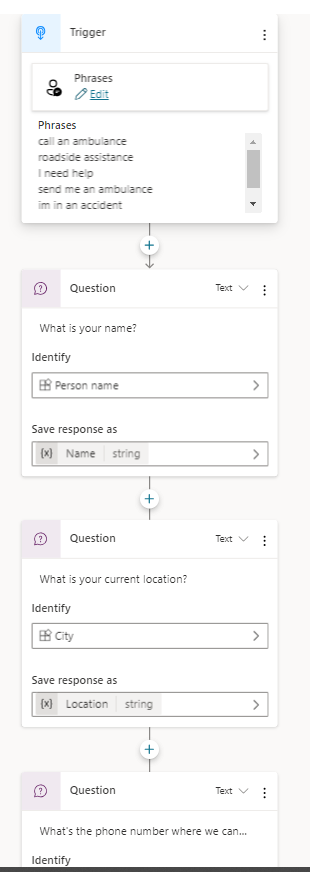 Trigger
Phrases
Edit
Phrases
call an ambulance
roadside assistance
I need help
send me an ambulance
im in an accident
Question
Text
What is your name?
Identify
Person name
Save response as
{x} Name string
Question
Text
What is your current location?
Identify
City
Save response as
{x} Location string
Question
Text
What's the phone number where we can...
Identify